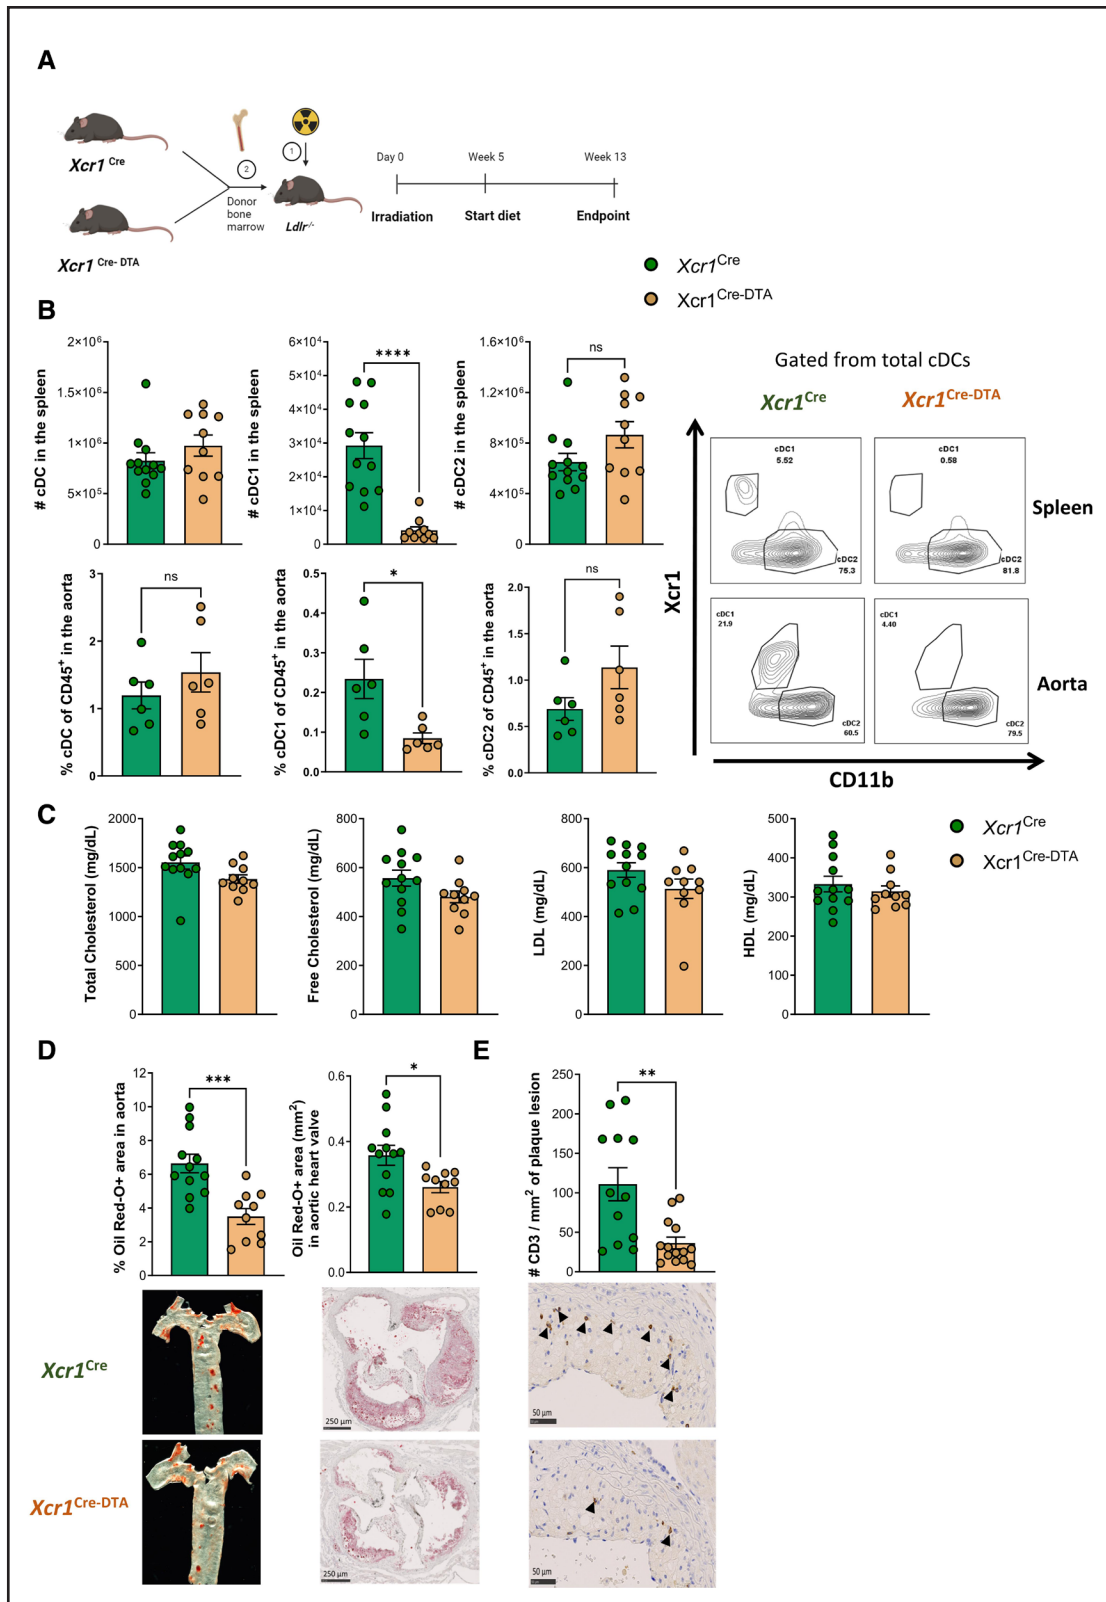 A
Xcr1 Cre
Xcr1 Cre- DTA
2
Donor
bone
marrow
1
Ldlr-/-
Day 0
Week 5
Week 13
Irradiation
Start diet
Endpoint
Xcr1Cre
Xcr1Cre-DTA
B
# cDC in the spleen
2×10⁶
1.5×10⁶
1×10⁶
5×10⁵
0
# cDC1 in the spleen
6×10⁴
5×10⁴
4×10⁴
3×10⁴
2×10⁴
1×10⁴
0
****
# cDC2 in the spleen
1.6×10⁶
1.2×10⁶
8×10⁵
4×10⁵
0
ns
Gated from total cDCs
Xcr1Cre
Xcr1Cre-DTA
cDC1
5.52
cDC2
75.3
cDC1
0.58
cDC2
81.8
Spleen
Xcr1
cDC1
21.9
cDC2
60.5
cDC1
4.40
cDC2
79.5
Aorta
CD11b
% cDC of CD45⁺ in the aorta
3
2
1
0
ns
% cDC1 of CD45⁺ in the aorta
0.5
0.4
0.3
0.2
0.1
0.0
*
% cDC2 of CD45⁺ in the aorta
2.0
1.5
1.0
0.5
0.0
ns
C
Total Cholesterol (mg/dL)
2000
1500
1000
500
0
Free Cholesterol (mg/dL)
800
600
400
200
0
LDL (mg/dL)
800
600
400
200
0
HDL (mg/dL)
500
400
300
200
100
0
Xcr1Cre
Xcr1Cre-DTA
D
% Oil Red-O+ area in aorta
12
10
8
6
4
2
0
***
Oil Red-O+ area (mm²)
in aortic heart valve
0.6
0.4
0.2
0.0
*
E
# CD3 / mm² of plaque lesion
250
200
150
100
50
0
**
Xcr1Cre
250 µm
50 µm
Xcr1Cre-DTA
250 µm
50 µm